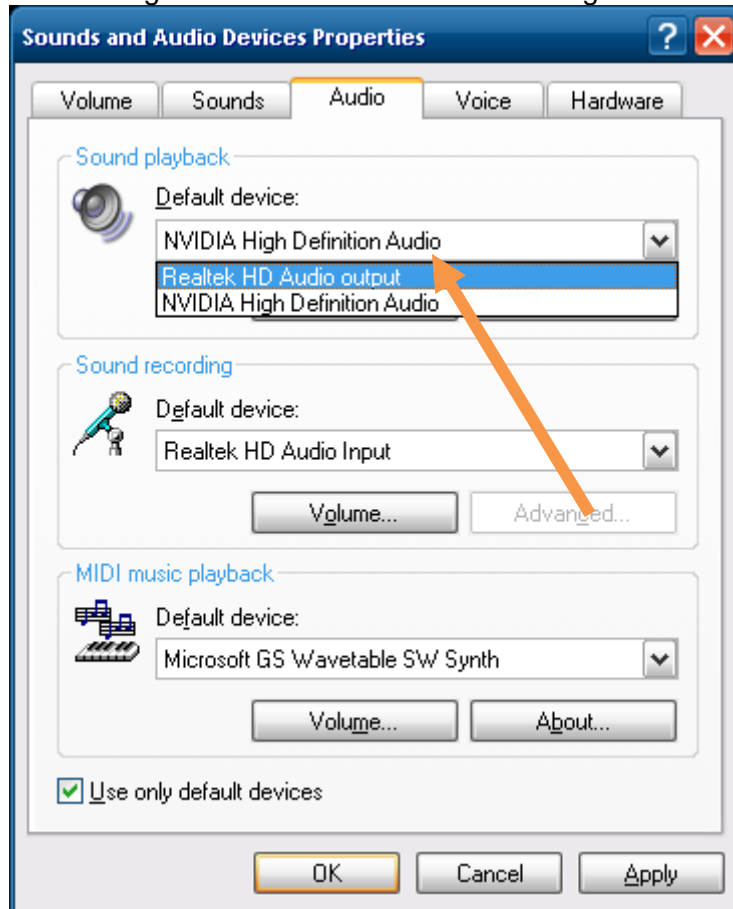 Sounds and Audio Devices Properties
Volume Sounds Audio Voice Hardware
Sound playback
Default device:
NVIDIA High Definition Audio
Realtek HD Audio output
NVIDIA High Definition Audio
Sound recording
Default device:
Realtek HD Audio Input
Volume... Advanced...
MIDI music playback
Default device:
Microsoft GS Wavetable SW Synth
Volume... About...
Use only default devices
OK Cancel Apply